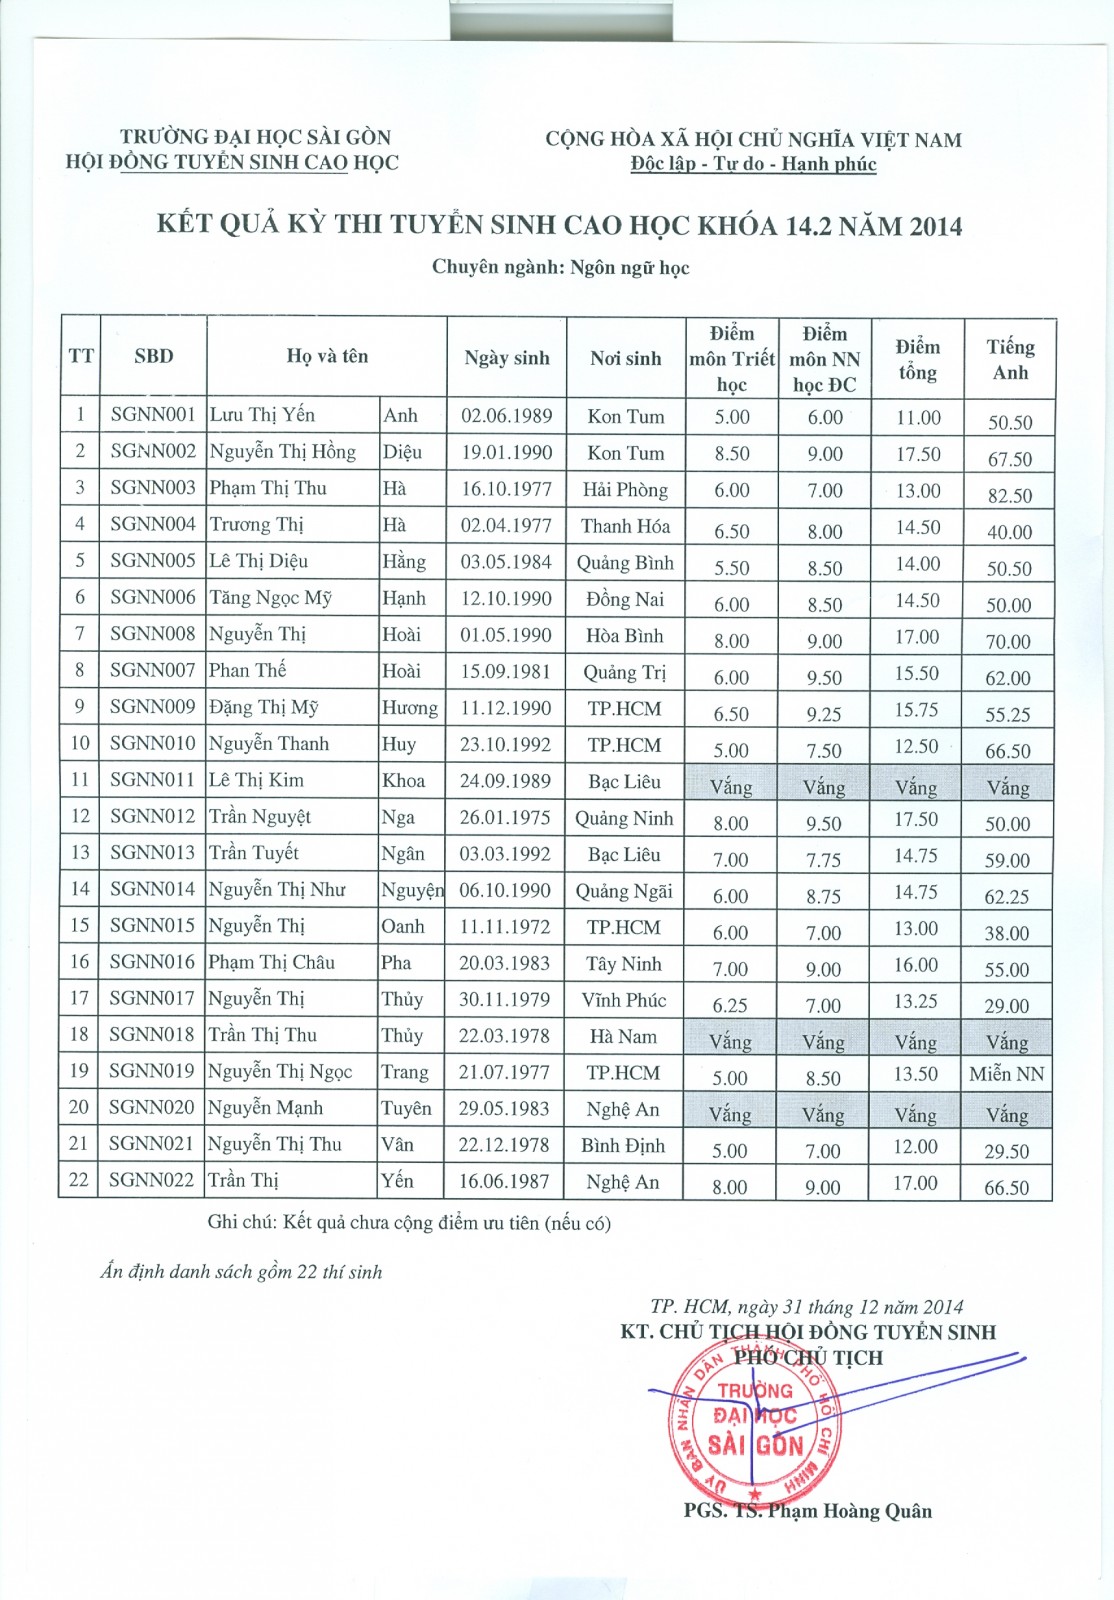 TRƯỜNG ĐẠI HỌC SÀI GÒN
HỘI ĐỒNG TUYỂN SINH CAO HỌC
CỘNG HÒA XÃ HỘI CHỦ NGHĨA VIỆT NAM
Độc lập - Tự do - Hạnh phúc
KẾT QUẢ KỲ THI TUYỂN SINH CAO HỌC KHÓA 14.2 NĂM 2014
Chuyên ngành: Ngôn ngữ học
TT SBD Họ và tên Ngày sinh Nơi sinh Điểm môn Triết học Điểm môn NN học ĐC Điểm tổng Tiếng Anh
1 SGNN001 Lưu Thị Yến Anh 02.06.1989 Kon Tum 5.00 6.00 11.00 50.50
2 SGNN002 Nguyễn Thị Hồng Diệu 19.01.1990 Kon Tum 8.50 9.00 17.50 67.50
3 SGNN003 Phạm Thị Thu Hà 16.10.1977 Hải Phòng 6.00 7.00 13.00 82.50
4 SGNN004 Trương Thị Hà 02.04.1977 Thanh Hóa 6.50 8.00 14.50 40.00
5 SGNN005 Lê Thị Diệu Hằng 03.05.1984 Quảng Bình 5.50 8.50 14.00 50.50
6 SGNN006 Tăng Ngọc Mỹ Hạnh 12.10.1990 Đồng Nai 6.00 8.50 14.50 50.00
7 SGNN008 Nguyễn Thị Hoài 01.05.1990 Hòa Bình 8.00 9.00 17.00 70.00
8 SGNN007 Phan Thế Hoài 15.09.1981 Quảng Trị 6.00 9.50 15.50 62.00
9 SGNN009 Đặng Thị Mỹ Hương 11.12.1990 TP.HCM 6.50 9.25 15.75 55.25
10 SGNN010 Nguyễn Thanh Huy 23.10.1992 TP.HCM 5.00 7.50 12.50 66.50
11 SGNN011 Lê Thị Kim Khoa 24.09.1989 Bạc Liêu Vắng Vắng Vắng Vắng
12 SGNN012 Trần Nguyệt Nga 26.01.1975 Quảng Ninh 8.00 9.50 17.50 50.00
13 SGNN013 Trần Tuyết Ngân 03.03.1992 Bạc Liêu 7.00 7.75 14.75 59.00
14 SGNN014 Nguyễn Thị Như Nguyện 06.10.1990 Quảng Ngãi 6.00 8.75 14.75 62.25
15 SGNN015 Nguyễn Thị Oanh 11.11.1972 TP.HCM 6.00 7.00 13.00 38.00
16 SGNN016 Phạm Thị Châu Pha 20.03.1983 Tây Ninh 7.00 9.00 16.00 55.00
17 SGNN017 Nguyễn Thị Thủy 30.11.1979 Vĩnh Phúc 6.25 7.00 13.25 29.00
18 SGNN018 Trần Thị Thu Thủy 22.03.1978 Hà Nam Vắng Vắng Vắng Vắng
19 SGNN019 Nguyễn Thị Ngọc Trang 21.07.1977 TP.HCM 5.00 8.50 13.50 Miễn NN
20 SGNN020 Nguyễn Mạnh Tuyên 29.05.1983 Nghệ An Vắng Vắng Vắng Vắng
21 SGNN021 Nguyễn Thị Thu Vân 22.12.1978 Bình Định 5.00 7.00 12.00 29.50
22 SGNN022 Trần Thị Yến 16.06.1987 Nghệ An 8.00 9.00 17.00 66.50
Ghi chú: Kết quả chưa cộng điểm ưu tiên (nếu có)
Ấn định danh sách gồm 22 thí sinh
TP. HCM, ngày 31 tháng 12 năm 2014
KT. CHỦ TỊCH HỘI ĐỒNG TUYỂN SINH
PHÓ CHỦ TỊCH
ỦY BAN NHÂN DÂN THÀNH PHỐ HỒ CHÍ MINH
TRƯỜNG
ĐẠI HỌC
SÀI GÒN
PGS. TS. Phạm Hoàng Quân